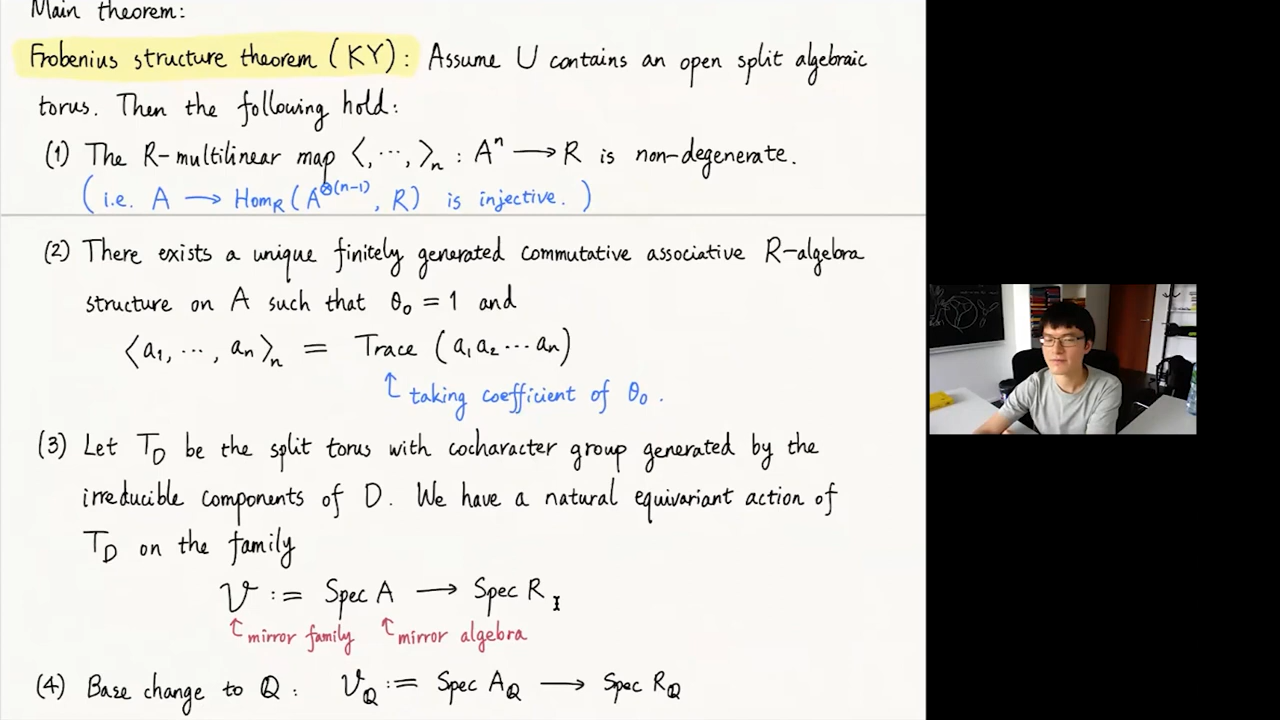 Main theorem:
Frobenius structure theorem (KY): Assume U contains an open split algebraic
torus. Then the following hold:
(1) The R-multilinear map ⟨,⋯,⟩ₙ : Aⁿ ⟶ R is non-degenerate.
(i.e. A ⟶ Hom_R (A^{⊗(n-1)}, R) is injective.)
(2) There exists a unique finitely generated commutative associative R-algebra
structure on A such that θ₀ = 1 and
⟨a₁, ⋯, aₙ⟩ₙ = Trace (a₁a₂⋯aₙ)
↑ taking coefficient of θ₀.
(3) Let T_D be the split torus with cocharacter group generated by the
irreducible components of D. We have a natural equivariant action of
T_D on the family
𝒱 := Spec A ⟶ Spec R
↑ mirror family ↑ mirror algebra
(4) Base change to ℚ: 𝒱_ℚ := Spec A_ℚ ⟶ Spec R_ℚ